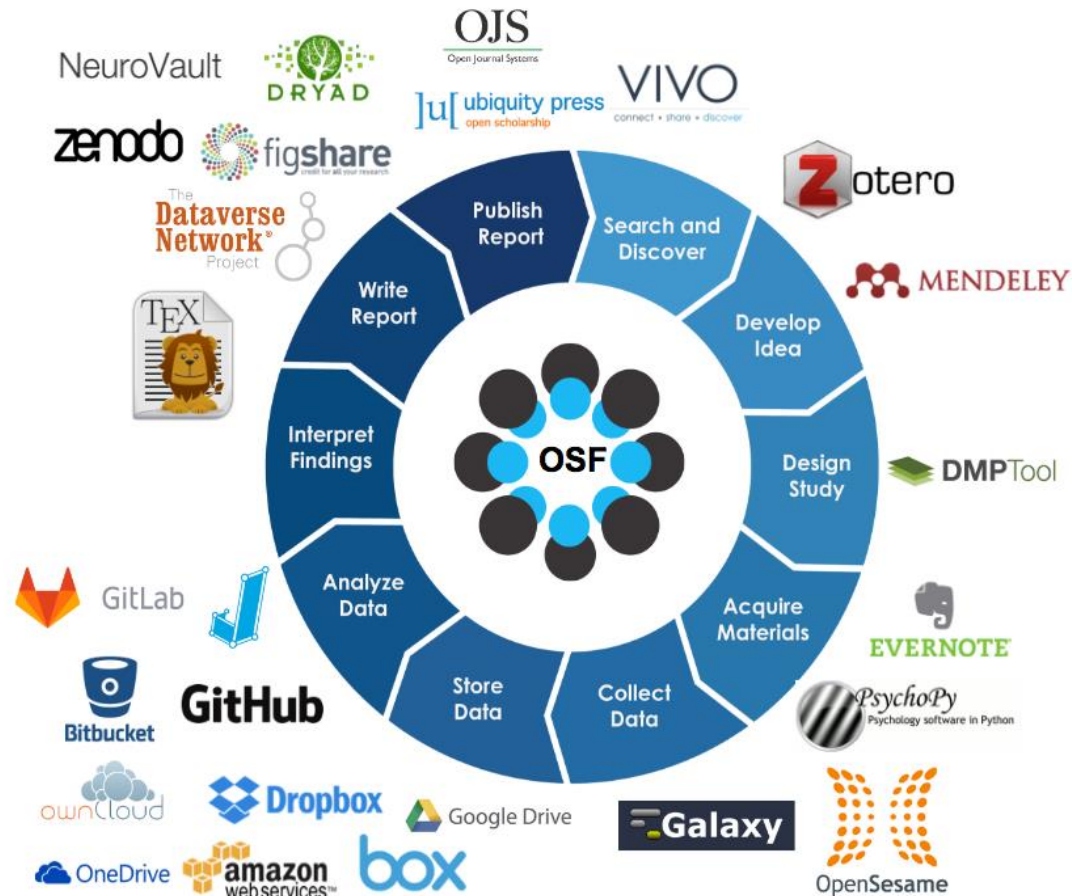 OJS
Open Journal Systems
NeuroVault
DRYAD
]u[ ubiquity press
open scholarship
VIVO
connect • share • discover
zenodo
figshare
credit for all your research
The
Dataverse
Network®
Project
Zotero
MENDELEY
TEX
Publish
Report
Search and
Discover
Write
Report
Develop
Idea
Interpret
Findings
OSF
Design
Study
DMPTool
Analyze
Data
Acquire
Materials
Store
Data
Collect
Data
GitLab
EVERNOTE®
Bitbucket
GitHub
PsychoPy
Psychology software in Python
ownCloud
Dropbox
Google Drive
Galaxy
OneDrive
amazon
webservices™
box
OpenSesame